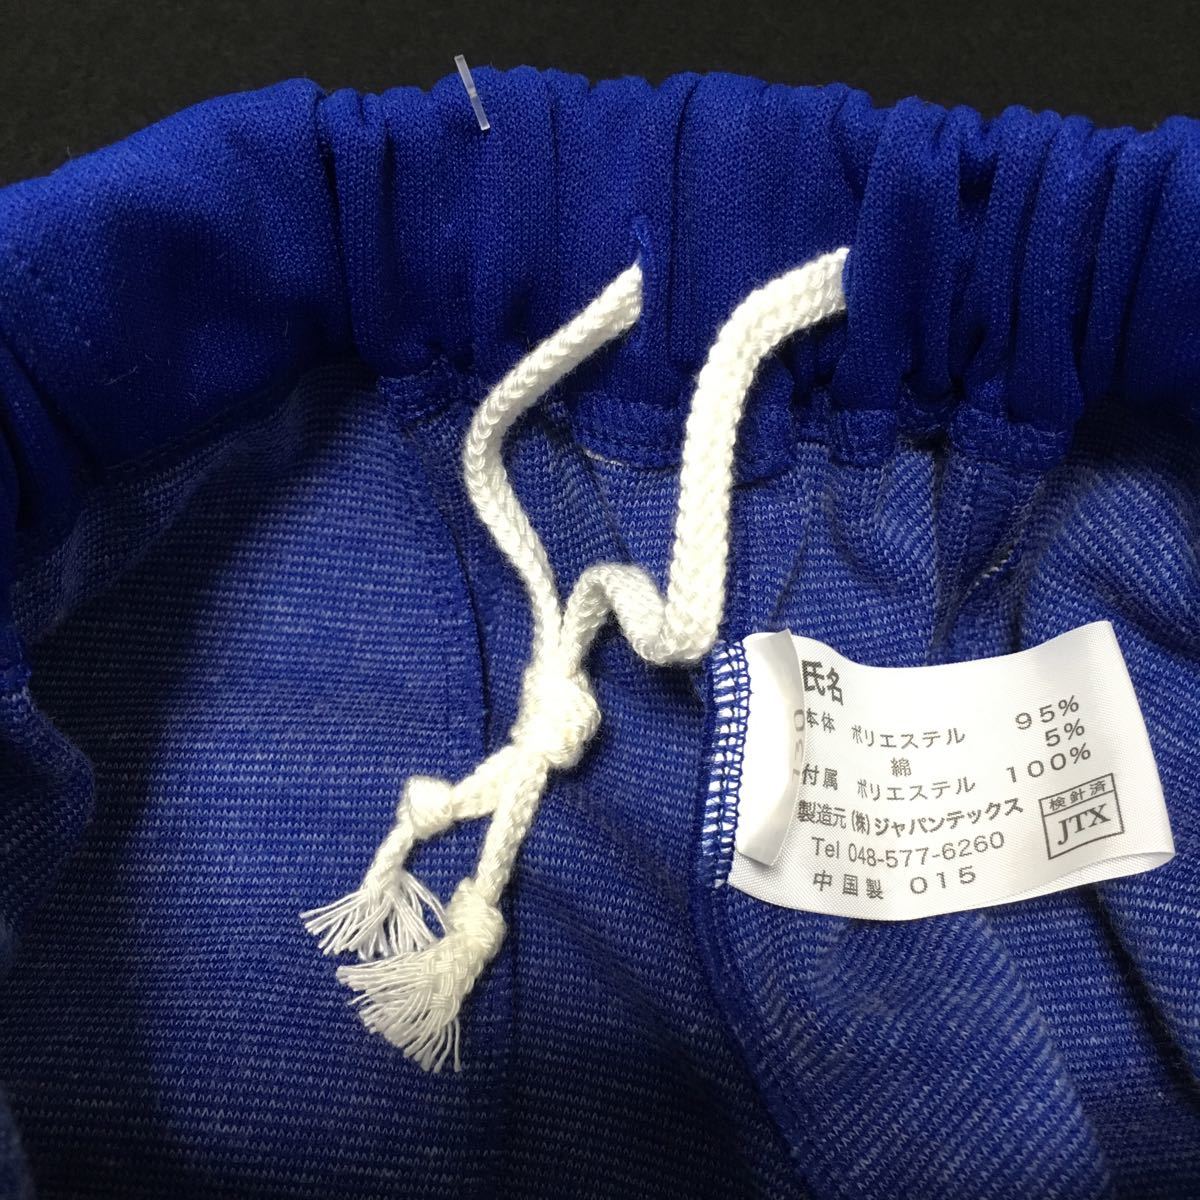 氏名
130
本体 ポリエステル 95%
綿 5%
付属 ポリエステル 100%
製造元 (株)ジャパンテックス
Tel 048-577-6260
中国製 015
検針済
JTX